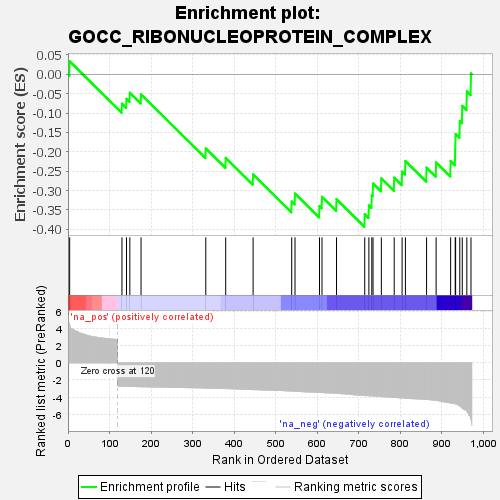 Enrichment plot:
GOCC_RIBONUCLEOPROTEIN_COMPLEX
Enrichment score (ES)
0.05
0.00
-0.05
-0.10
-0.15
-0.20
-0.25
-0.30
-0.35
-0.40
'na_pos' (positively correlated)
Ranked list metric (PreRanked)
6
4
2
0
-2
-4
-6
Zero cross at 120
'na_neg' (negatively correlated)
0 100 200 300 400 500 600 700 800 900 1,000
Rank in Ordered Dataset
Enrichment profile Hits Ranking metric scores